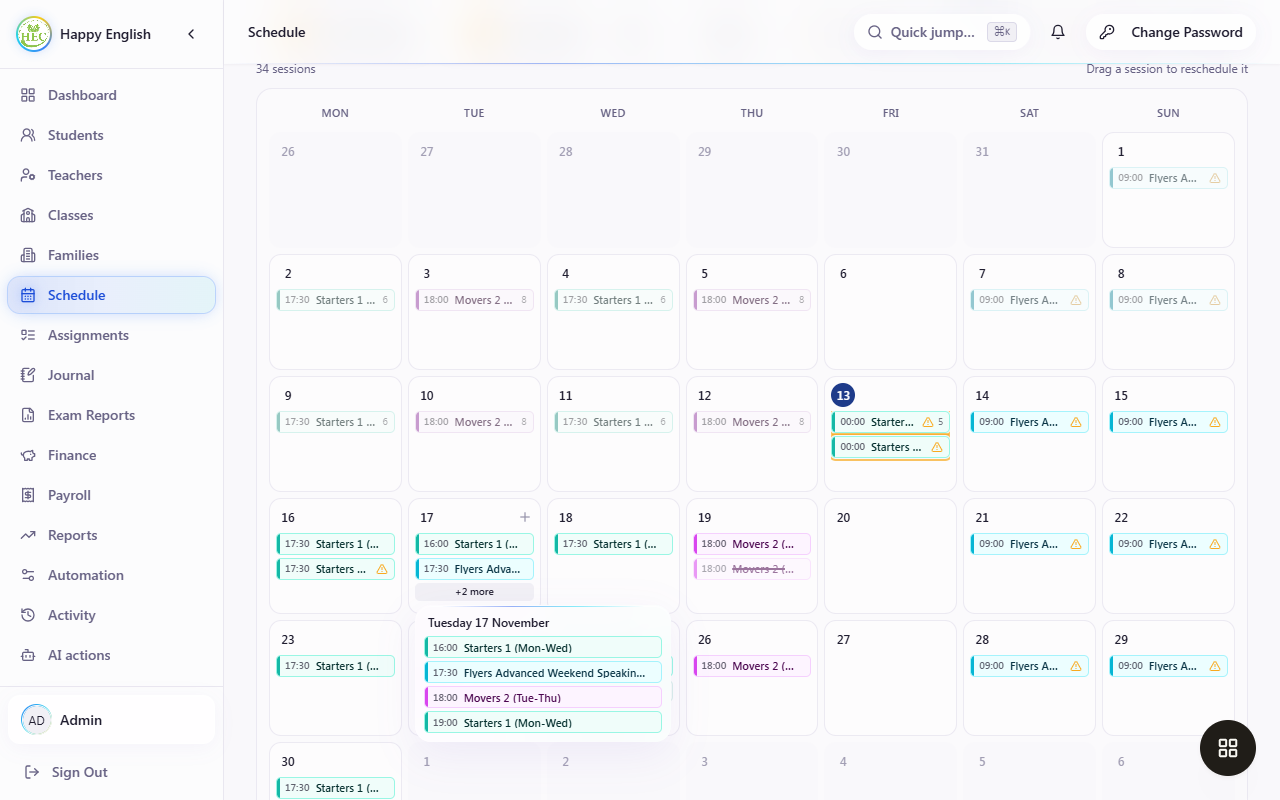 HEC
Happy English
Schedule
Quick jump...
⌘K
Change Password
34 sessions
Drag a session to reschedule it
Dashboard
Students
Teachers
Classes
Families
Schedule
Assignments
Journal
Exam Reports
Finance
Payroll
Reports
Automation
Activity
AI actions
AD
Admin
Sign Out
MON TUE WED THU FRI SAT SUN
26 27 28 29 30 31 1
09:00 Flyers A...
2 3 4 5 6 7 8
17:30 Starters 1 ... 6
18:00 Movers 2 ... 8
17:30 Starters 1 ... 6
18:00 Movers 2 ... 8
09:00 Flyers A...
09:00 Flyers A...
9 10 11 12 13 14 15
17:30 Starters 1 ... 6
18:00 Movers 2 ... 8
17:30 Starters 1 ... 6
18:00 Movers 2 ... 8
00:00 Starter... 5
00:00 Starters ...
09:00 Flyers A...
09:00 Flyers A...
16 17 18 19 20 21 22
17:30 Starters 1 (...
17:30 Starters ...
16:00 Starters 1 (...
17:30 Flyers Adva...
+2 more
17:30 Starters 1 (...
18:00 Movers 2 (...
18:00 Movers 2 (...
09:00 Flyers A...
09:00 Flyers A...
Tuesday 17 November
16:00 Starters 1 (Mon-Wed)
17:30 Flyers Advanced Weekend Speakin...
18:00 Movers 2 (Tue-Thu)
19:00 Starters 1 (Mon-Wed)
23 26 27 28 29
17:30 Starters 1 (...
18:00 Movers 2 (...
09:00 Flyers A...
09:00 Flyers A...
30 1 2 3 4 5 6
17:30 Starters 1 (...